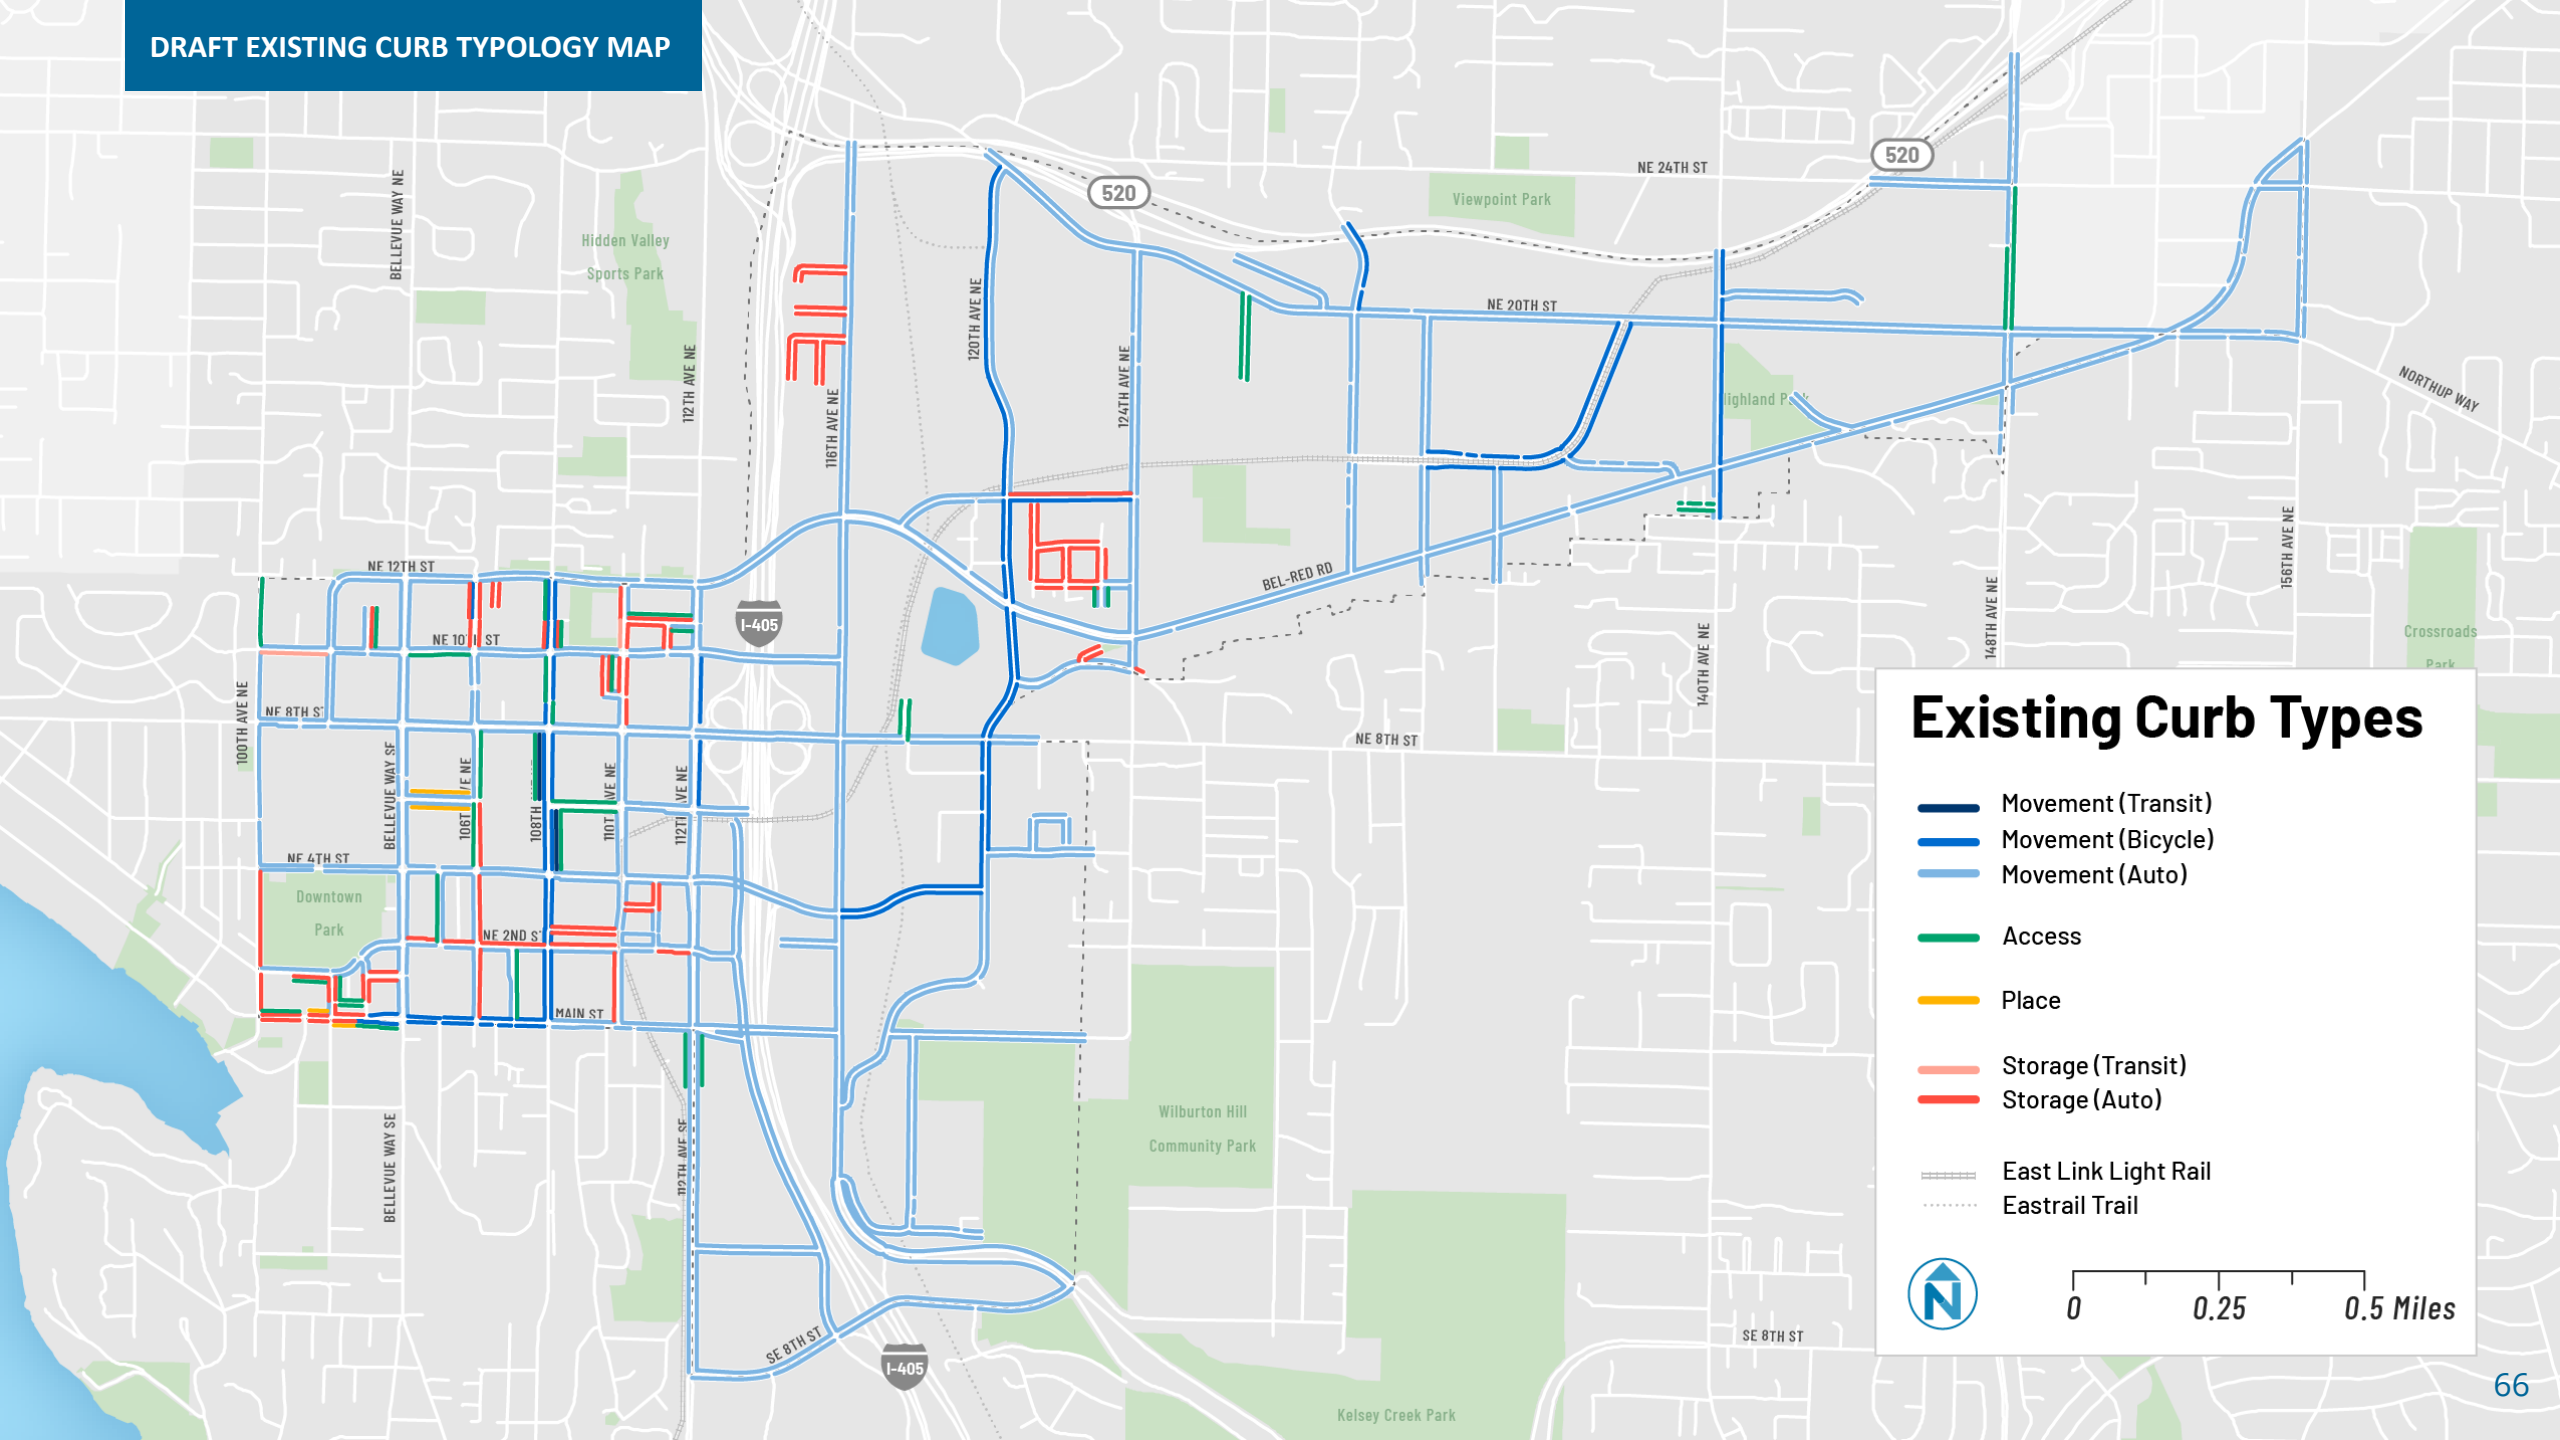 DRAFT EXISTING CURB TYPOLOGY MAP
520
NE 24TH ST
520
Viewpoint Park
BELLEVUE WAY NE
Hidden Valley
Sports Park
112TH AVE NE
116TH AVE NE
120TH AVE NE
124TH AVE NE
NE 20TH ST
NORTHUP WAY
NE 12TH ST
BEL-RED RD
I-405
NE 10TH ST
140TH AVE NE
148TH AVE NE
156TH AVE NE
Crossroads
Park
100TH AVE NE
NE 8TH ST
NE 8TH ST
BELLEVUE WAY SE
108TH
NE 4TH ST
Downtown
Park
NE 2ND ST
MAIN ST
Wilburton Hill
Community Park
BELLEVUE WAY SE
112TH AVE SE
SE 8TH ST
I-405
SE 8TH ST
Kelsey Creek Park
Existing Curb Types
Movement (Transit)
Movement (Bicycle)
Movement (Auto)
Access
Place
Storage (Transit)
Storage (Auto)
East Link Light Rail
Eastrail Trail
N
0 0.25 0.5 Miles
66